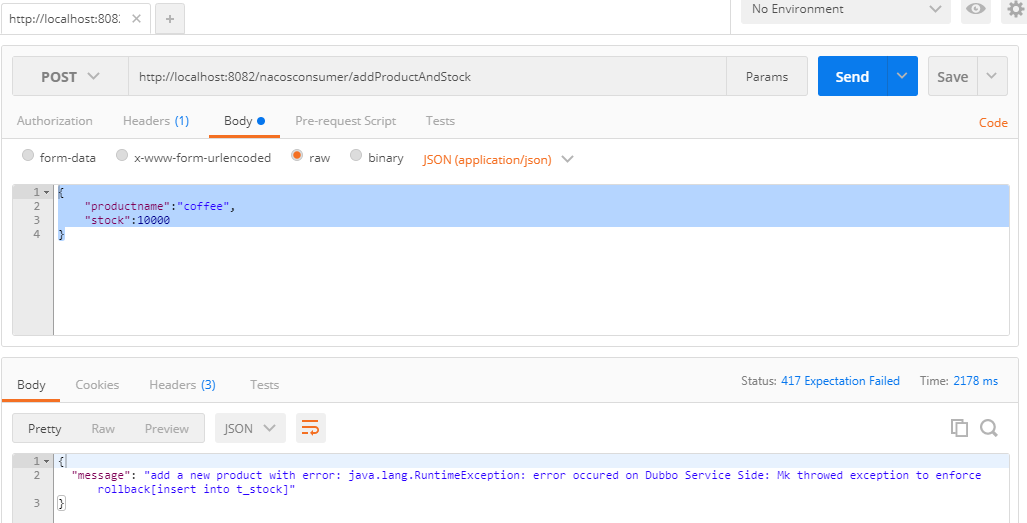 http://localhost:808
No Environment
POST http://localhost:8082/nacosconsumer/addProductAndStock Params Send Save
Authorization Headers (1) Body Pre-request Script Tests Code
form-data x-www-form-urlencoded raw binary JSON (application/json)
1 {
2 "productname":"coffee",
3 "stock":10000
4 }
Body Cookies Headers (3) Tests Status: 417 Expectation Failed Time: 2178 ms
Pretty Raw Preview JSON
1 {
2 "message": "add a new product with error: java.lang.RuntimeException: error occured on Dubbo Service Side: Mk throwed exception to enforce
rollback[insert into t_stock]"
3 }